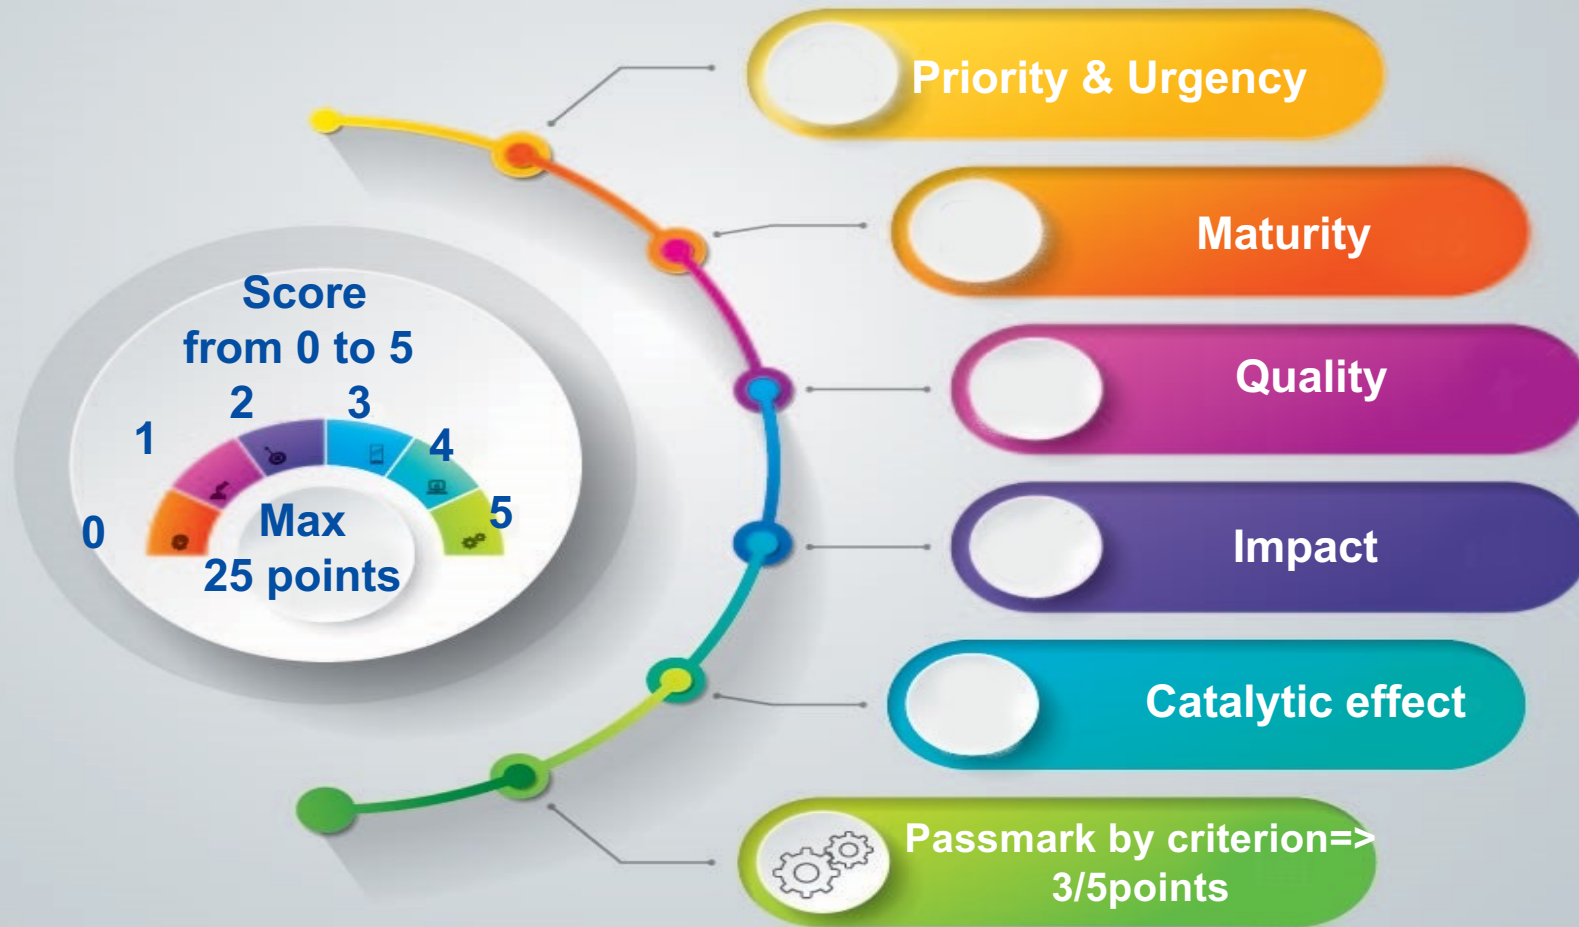 Score
from 0 to 5
0
1
2
3
4
5
Max
25 points
Priority & Urgency
Maturity
Quality
Impact
Catalytic effect
Passmark by criterion=>
3/5points